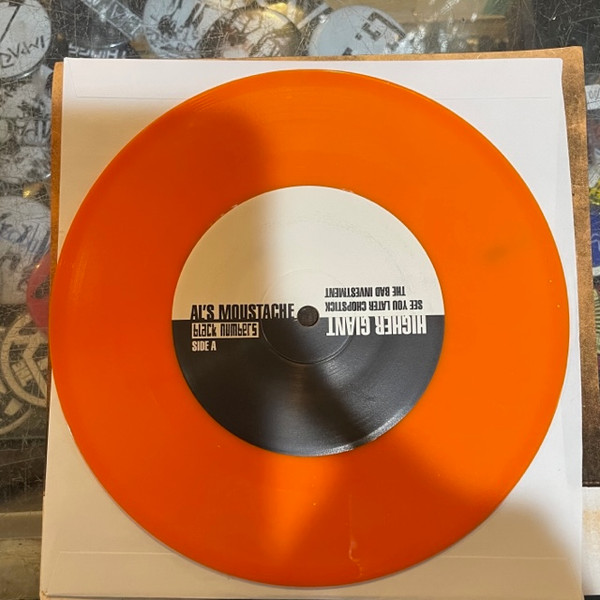 AL'S MOUSTACHE
black numbers
SIDE A
HIGHER GIANT
SEE YOU LATER CHOPSTICK
THE BAD INVESTMENT